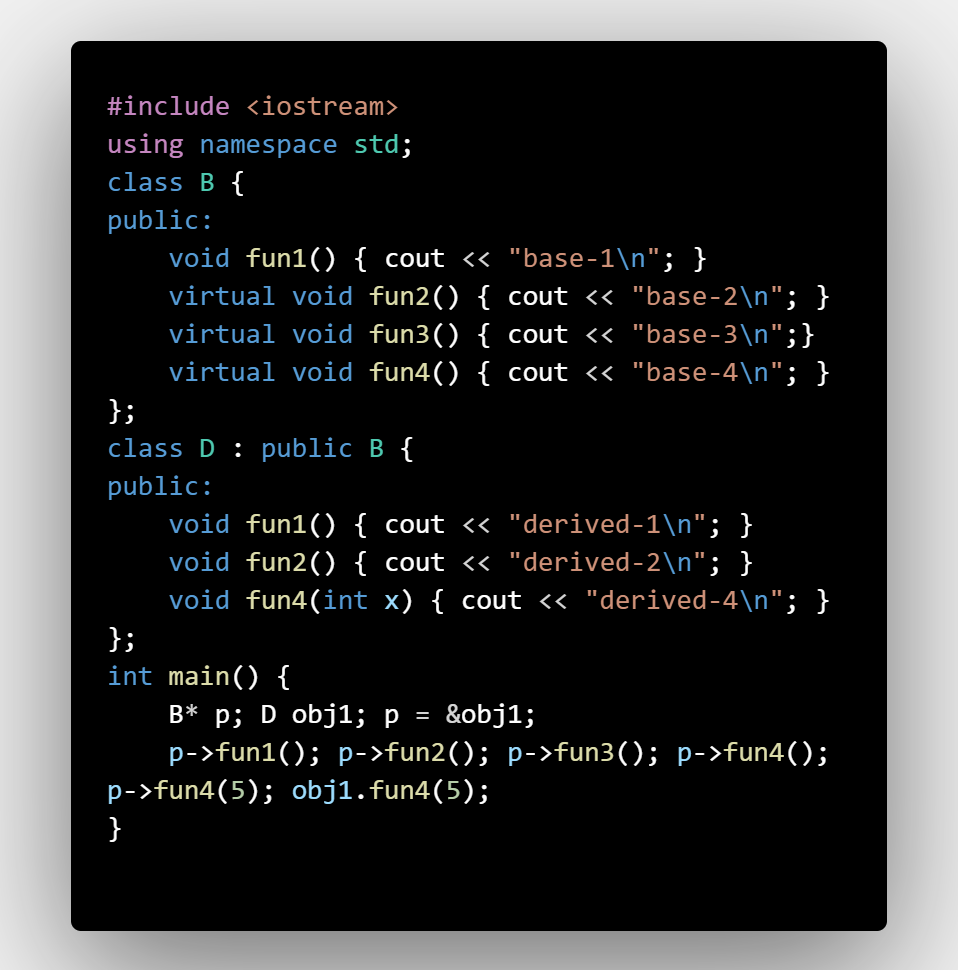 #include <iostream>
using namespace std;
class B {
public:
    void fun1() { cout << "base-1\n"; }
    virtual void fun2() { cout << "base-2\n"; }
    virtual void fun3() { cout << "base-3\n";}
    virtual void fun4() { cout << "base-4\n"; }
};
class D : public B {
public:
    void fun1() { cout << "derived-1\n"; }
    void fun2() { cout << "derived-2\n"; }
    void fun4(int x) { cout << "derived-4\n"; }
};
int main() {
    B* p; D obj1; p = &obj1;
    p->fun1(); p->fun2(); p->fun3(); p->fun4();
p->fun4(5); obj1.fun4(5);
}